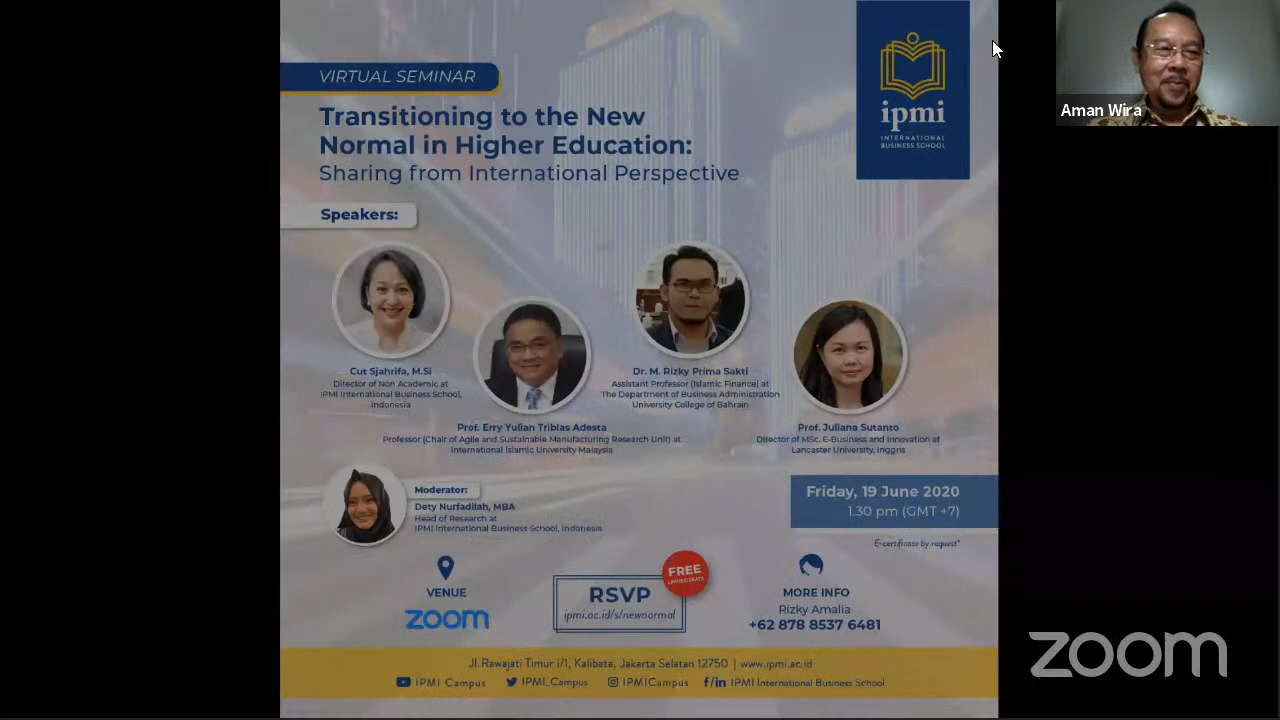 VIRTUAL SEMINAR
Transitioning to the New
Normal in Higher Education:
Sharing from International Perspective
ipmi
INTERNATIONAL
BUSINESS SCHOOL
Aman Wira
Speakers:
Cut Sjahrifa, M.Si
Director of Non Academic at
IPMI International Business School,
Indonesia
Prof. Erry Yulian Triblas Adesta
Professor (Chair of Agile and Sustainable Manufacturing Research Unit) at
International Islamic University Malaysia
Dr. M. Rizky Prima Sakti
Assistant Professor (Islamic Finance) at
The Department of Business Administration
University College of Bahrain
Prof. Juliana Sutanto
Director of MSc. E-Business and Innovation at
Lancaster University, Inggris
Moderator:
Dety Nurfadilah, MBA
Head of Research at
IPMI International Business School, Indonesia
Friday, 19 June 2020
1.30 pm (GMT +7)
E-certificate by request*
VENUE
zoom
FREE
LIMITED SEATS
RSVP
ipmi.ac.id/s/newnormal
MORE INFO
Rizky Amalia
+62 878 8537 6481
Jl. Rawajati Timur I/1, Kalibata, Jakarta Selatan 12750 | www.ipmi.ac.id
IPMI Campus IPMI_Campus IPMICampus f/in IPMI International Business School
zoom